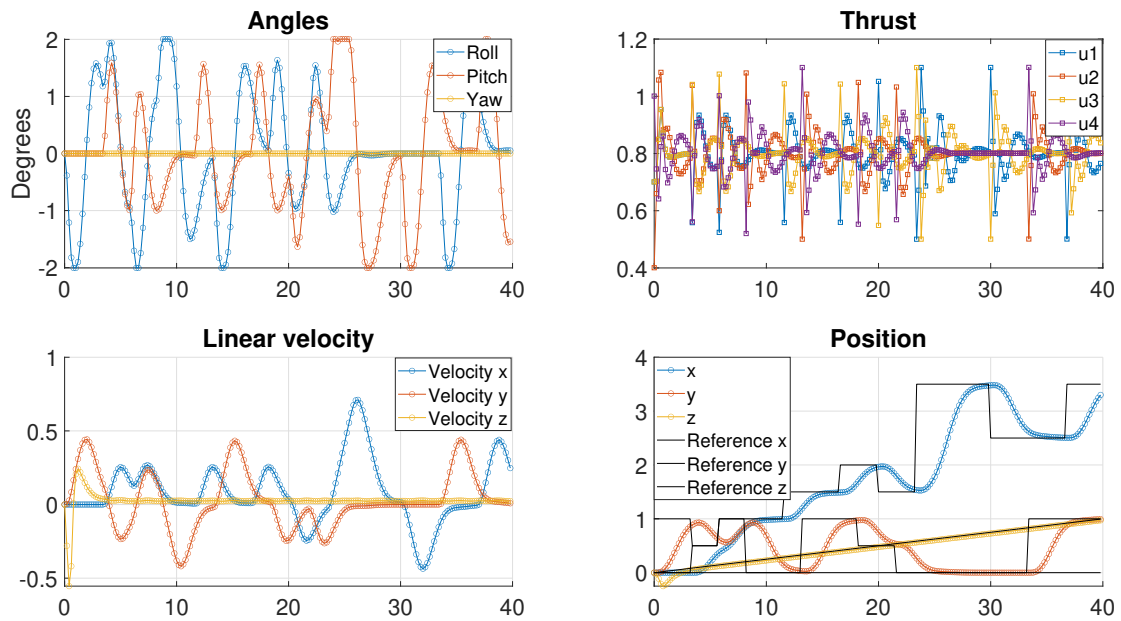 Angles
Degrees
2
1
0
-1
-2
0
10
20
30
40
Roll
Pitch
Yaw
Thrust
1.2
1
0.8
0.6
0.4
0
10
20
30
40
u1
u2
u3
u4
Linear velocity
1
0.5
0
-0.5
0
10
20
30
40
Velocity x
Velocity y
Velocity z
Position
4
3
2
1
0
0
10
20
30
40
x
y
z
Reference x
Reference y
Reference z